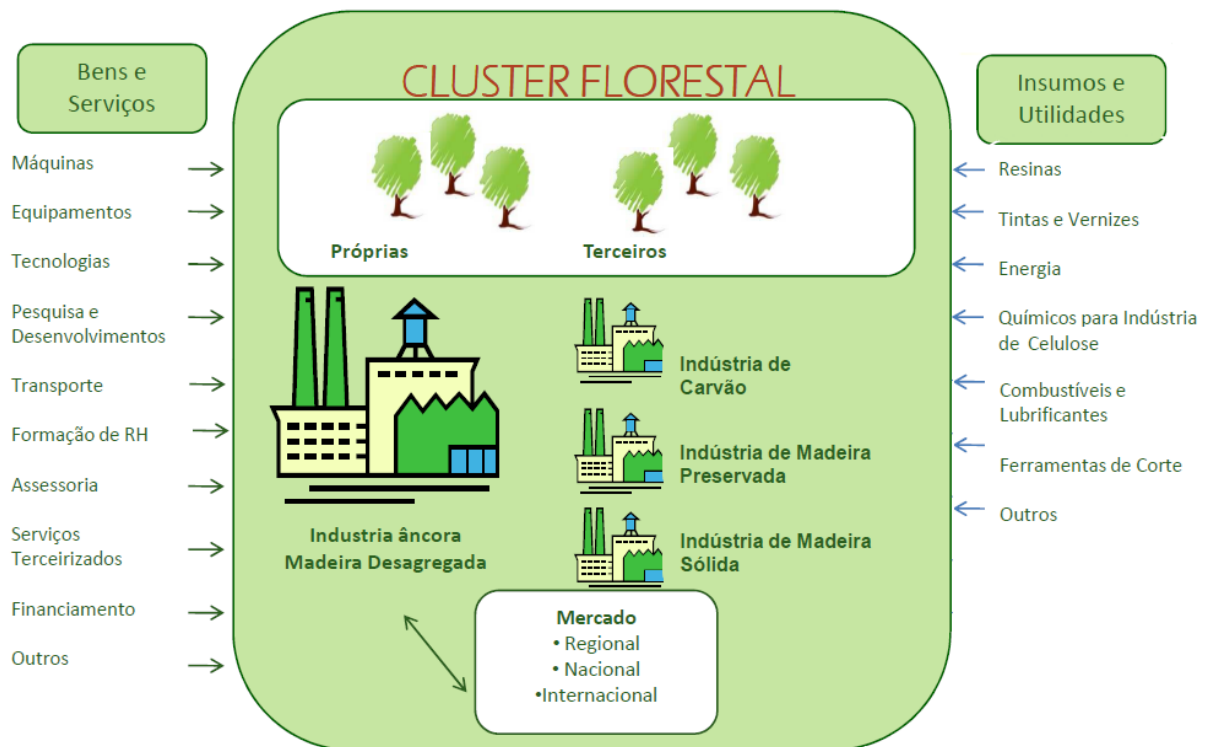 Bens e
Serviços
Máquinas
Equipamentos
Tecnologias
Pesquisa e
Desenvolvimentos
Transporte
Formação de RH
Assessoria
Serviços
Terceirizados
Financiamento
Outros
CLUSTER FLORESTAL
Próprias
Terceiros
Industria âncora
Madeira Desagregada
Indústria de
Carvão
Indústria de Madeira
Preservada
Indústria de Madeira
Sólida
Mercado
• Regional
• Nacional
•Internacional
Insumos e
Utilidades
Resinas
Tintas e Vernizes
Energia
Químicos para Indústria
de Celulose
Combustíveis e
Lubrificantes
Ferramentas de Corte
Outros